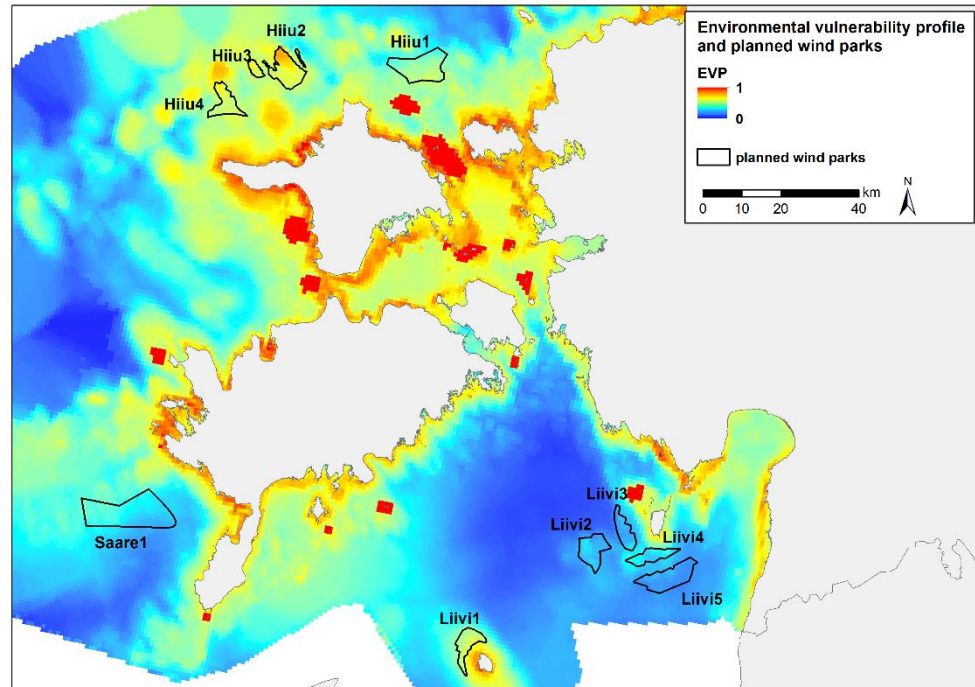 Environmental vulnerability profile
and planned wind parks
EVP
1
0
planned wind parks
km
N
0 10 20 40
Hiiu2
Hiiu1
Hiiu3
Hiiu4
Saare1
Liivi3
Liivi2
Liivi4
Liivi5
Liivi1